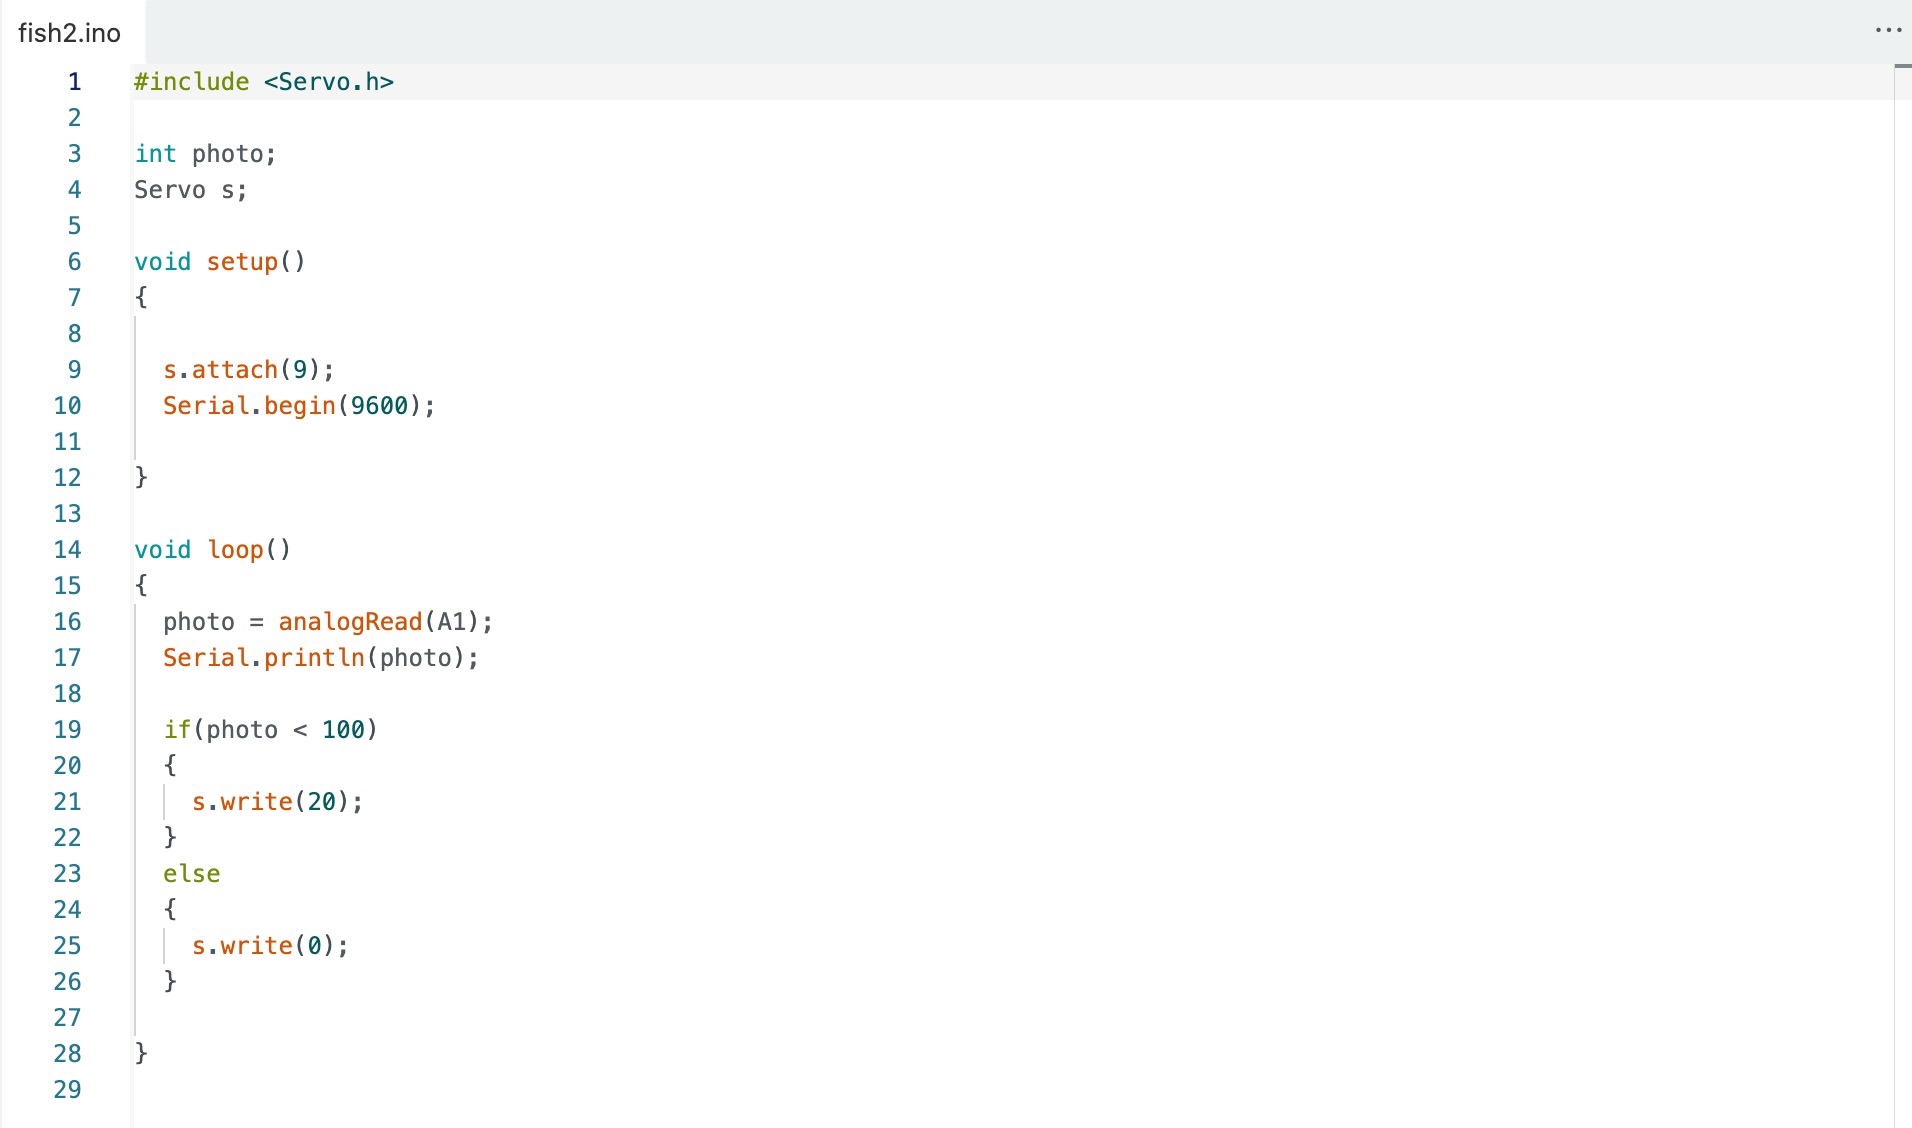 fish2.ino
1 #include <Servo.h>
2
3 int photo;
4 Servo s;
5
6 void setup()
7 {
8
9   s.attach(9);
10   Serial.begin(9600);
11
12 }
13
14 void loop()
15 {
16   photo = analogRead(A1);
17   Serial.println(photo);
18
19   if(photo < 100)
20   {
21     s.write(20);
22   }
23   else
24   {
25     s.write(0);
26   }
27
28 }
29